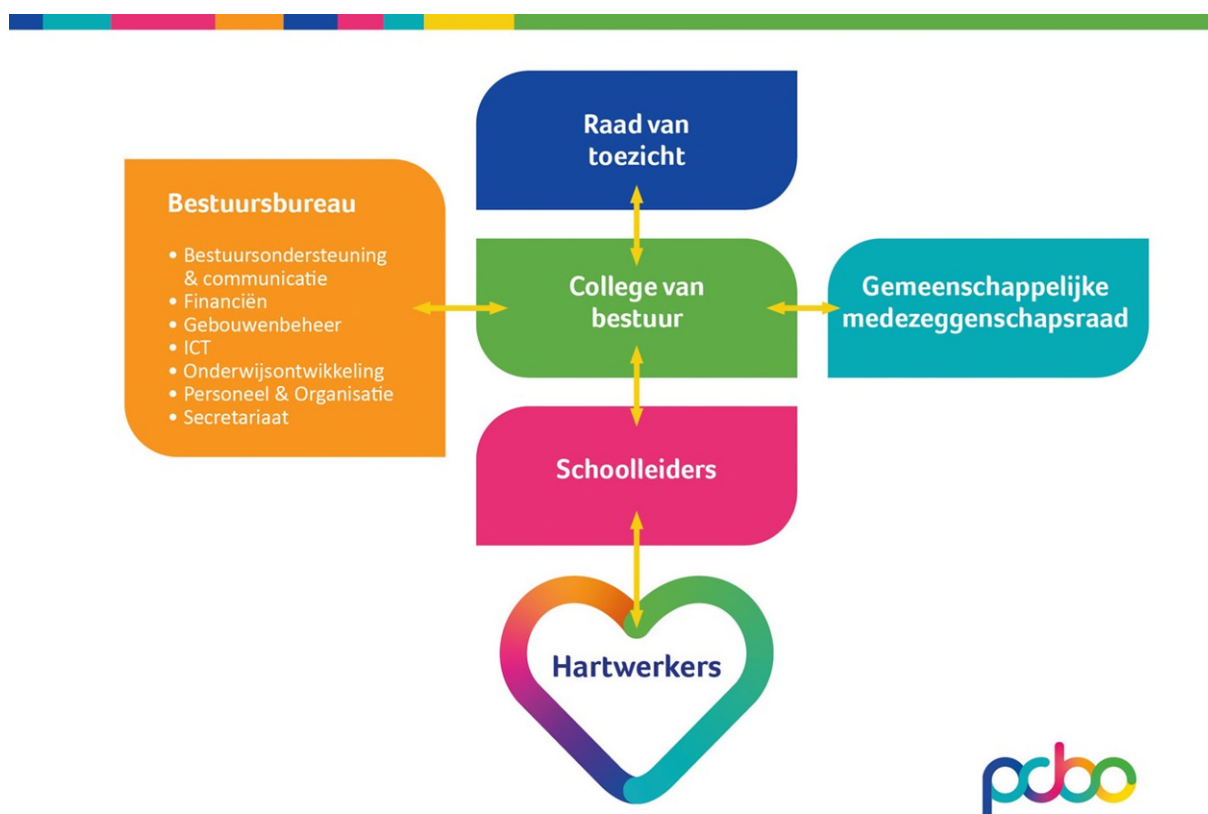 Raad van
toezicht
Bestuursbureau
• Bestuursondersteuning
& communicatie
• Financiën
• Gebouwenbeheer
• ICT
• Onderwijsontwikkeling
• Personeel & Organisatie
• Secretariaat
College van
bestuur
Gemeenschappelijke
medezeggenschapsraad
Schoolleiders
Hartwerkers
pcbo